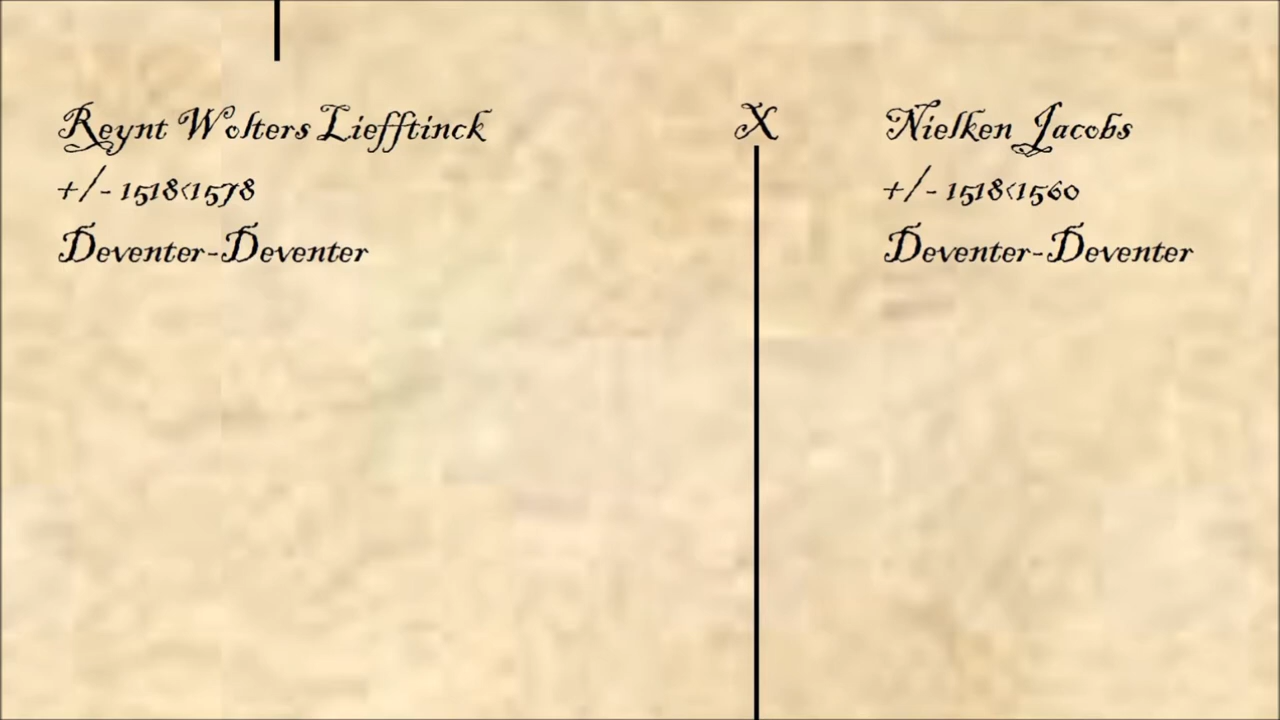 Reynt Wolters Liefftinck X Nielken Jacobs
+/- 1518<1578 +/- 1518<1560
Deventer-Deventer Deventer-Deventer